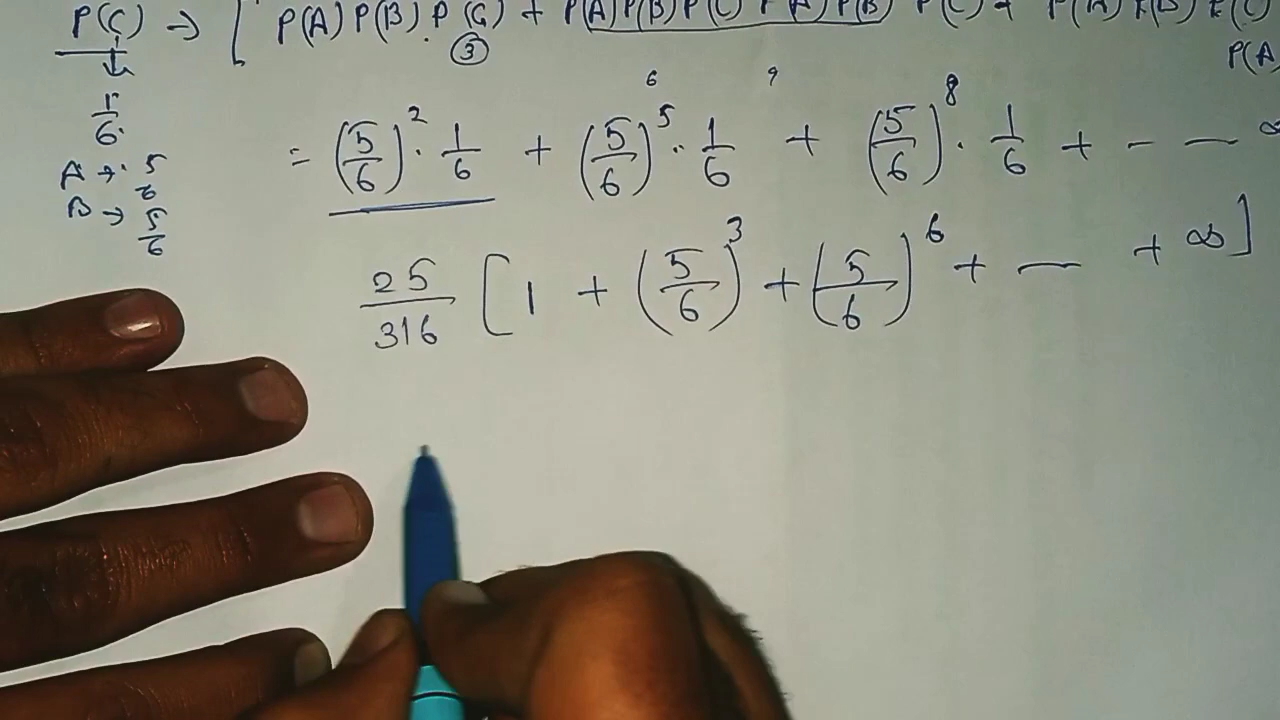 P(C) → [ P(A) P(B). P(C) + P(A) P(B) P(C) P(A) P(B) P(C) + P(A) P(B) P(C)
③ P(A)
6 9
1/6 = (5/6)^2 . 1/6 + (5/6)^5 . 1/6 + (5/6)^8 . 1/6 + - — ∞
A → 5/6
B → 5/6
25/316 [ 1 + (5/6)^3 + (5/6)^6 + — + ∞ ]